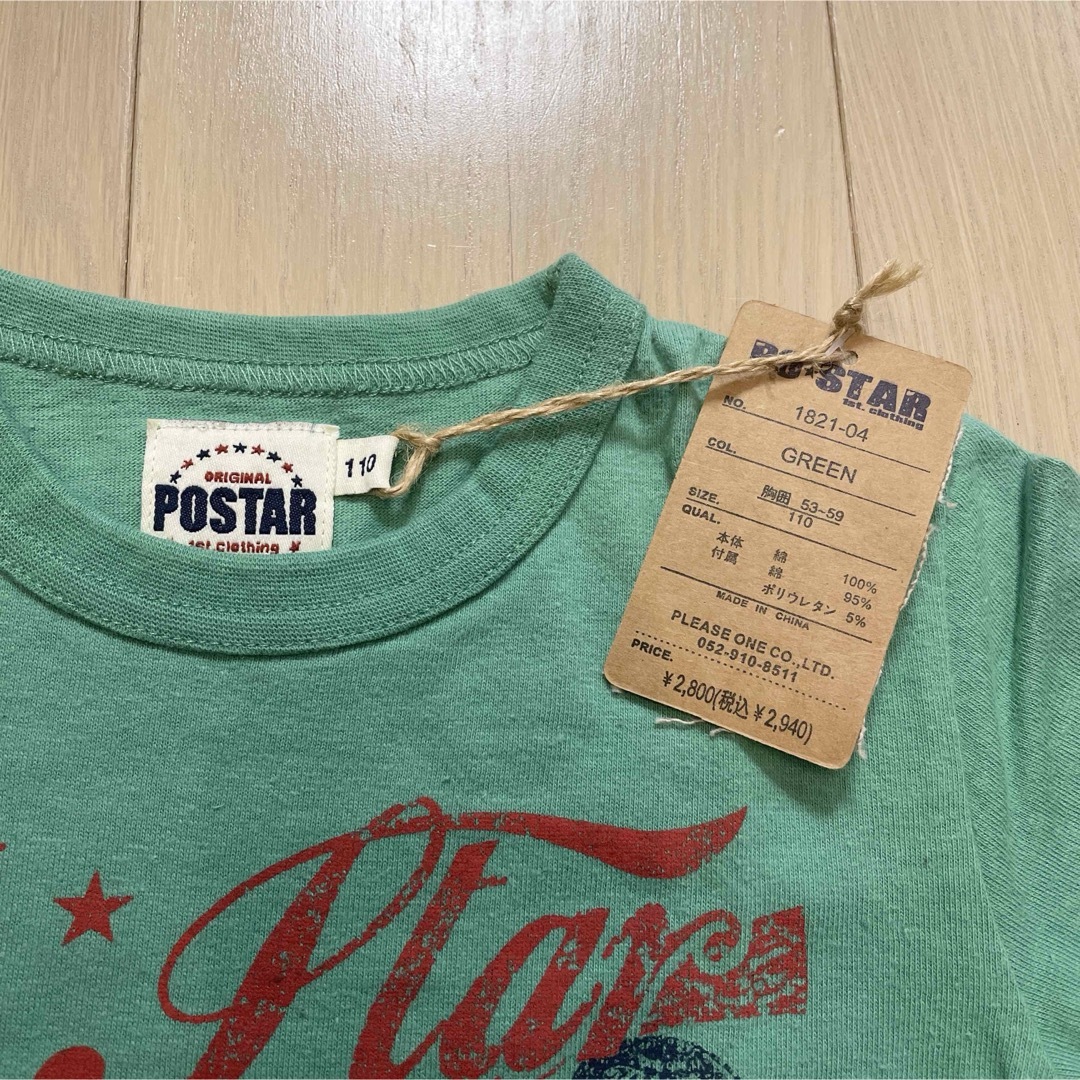 ORIGINAL
POSTAR
1st.clothing
110
PO★STAR
1st. clothing
NO. 1821-04
COL. GREEN
SIZE. 胸囲 53-59
110
QUAL.
本体 綿 100%
付属 綿 95%
ポリウレタン 5%
MADE IN CHINA
PLEASE ONE CO.,LTD.
052-910-8511
PRICE.
¥2,800(税込¥2,940)
Star